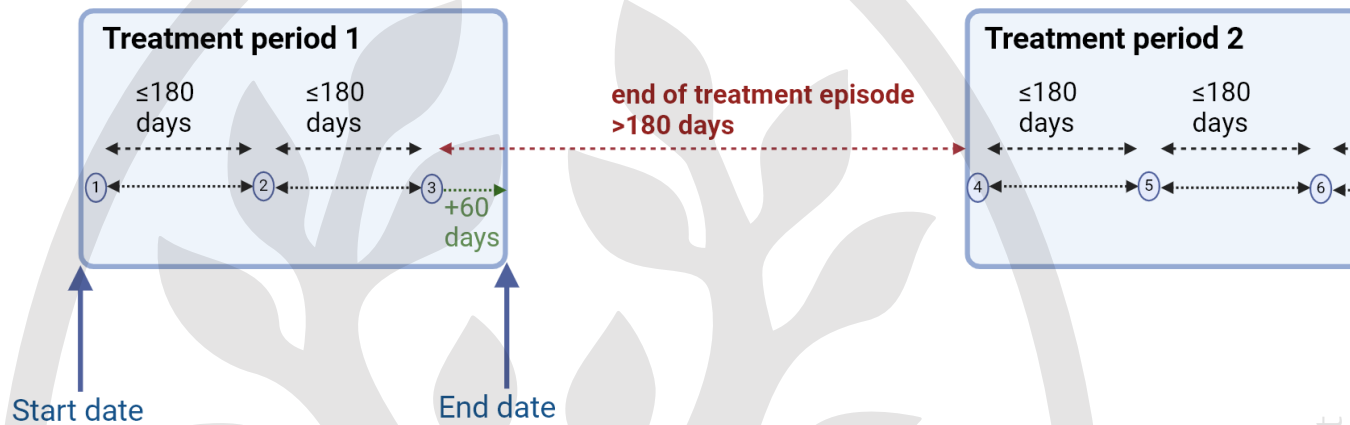 Treatment period 1
Treatment period 2
≤180
days
≤180
days
end of treatment episode
>180 days
≤180
days
≤180
days
1
2
3
4
5
6
+60
days
Start date
End date